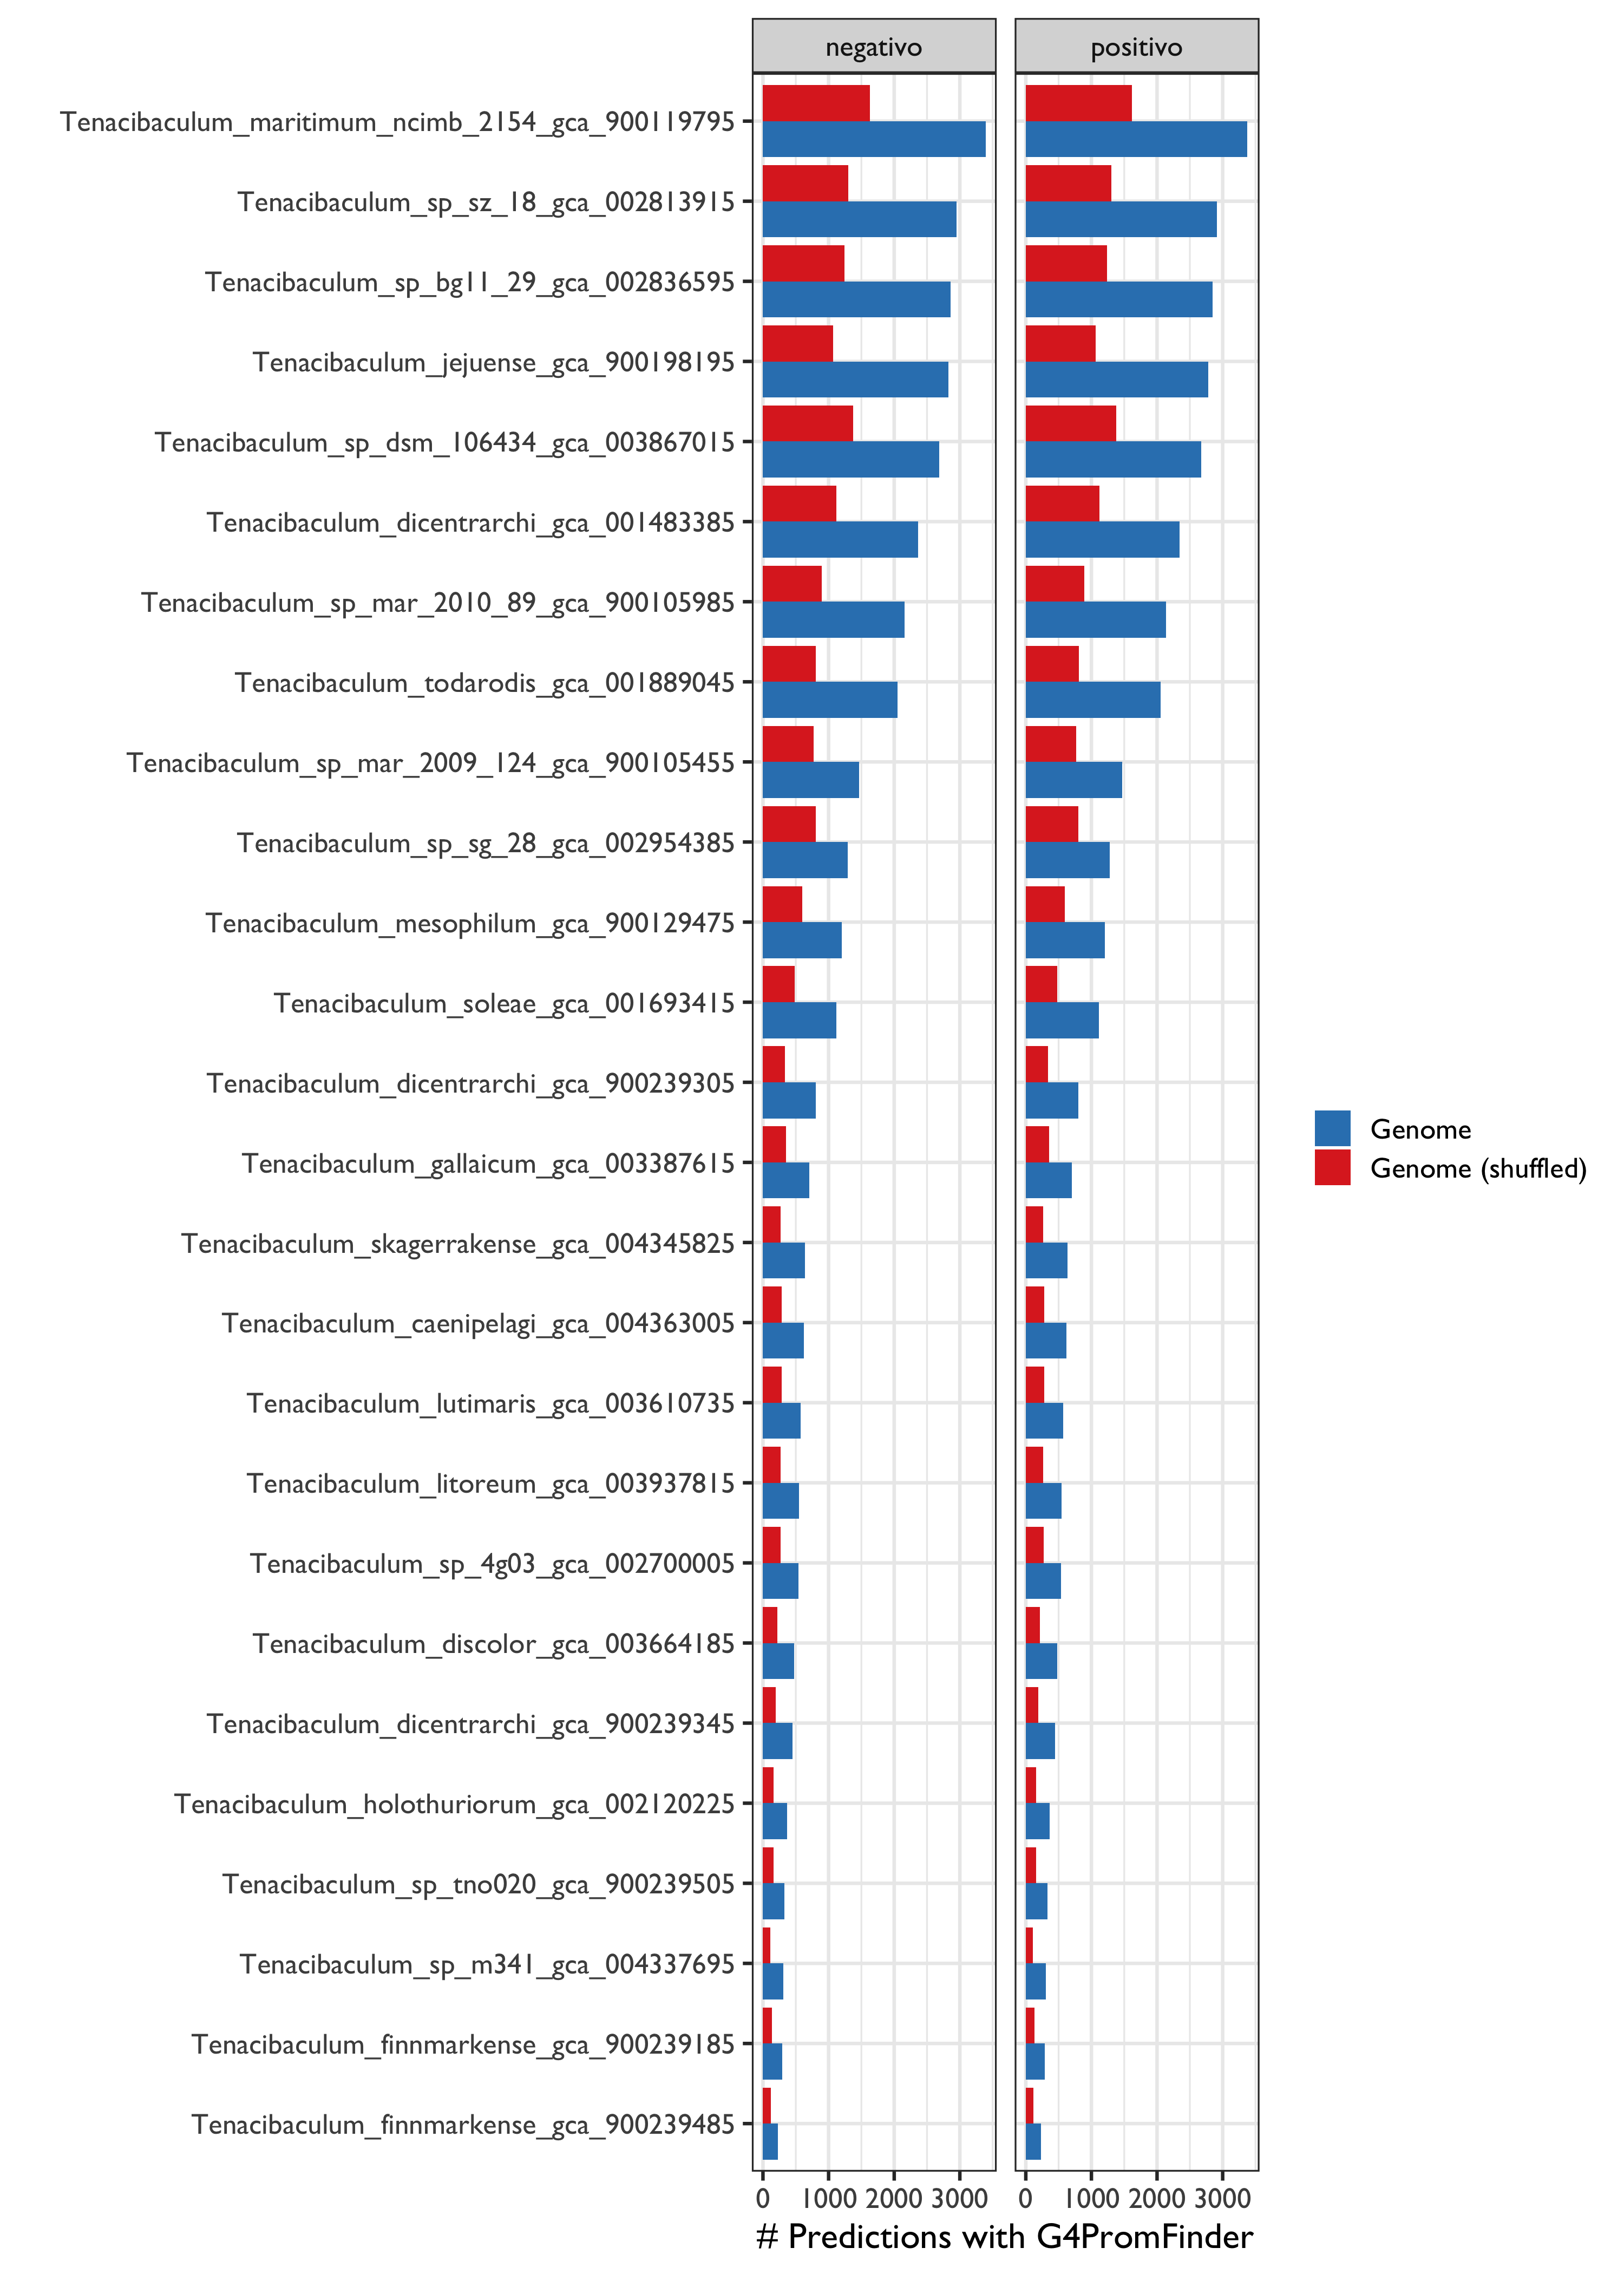 negativo
positivo
Tenacibaculum_maritimum_ncimb_2154_gca_900119795
Tenacibaculum_sp_sz_18_gca_002813915
Tenacibaculum_sp_bg11_29_gca_002836595
Tenacibaculum_jejuense_gca_900198195
Tenacibaculum_sp_dsm_106434_gca_003867015
Tenacibaculum_dicentrarchi_gca_001483385
Tenacibaculum_sp_mar_2010_89_gca_900105985
Tenacibaculum_todarodis_gca_001889045
Tenacibaculum_sp_mar_2009_124_gca_900105455
Tenacibaculum_sp_sg_28_gca_002954385
Tenacibaculum_mesophilum_gca_900129475
Tenacibaculum_soleae_gca_001693415
Tenacibaculum_dicentrarchi_gca_900239305
Tenacibaculum_gallaicum_gca_003387615
Tenacibaculum_skagerrakense_gca_004345825
Tenacibaculum_caenipelagi_gca_004363005
Tenacibaculum_lutimaris_gca_003610735
Tenacibaculum_litoreum_gca_003937815
Tenacibaculum_sp_4g03_gca_002700005
Tenacibaculum_discolor_gca_003664185
Tenacibaculum_dicentrarchi_gca_900239345
Tenacibaculum_holothuriorum_gca_002120225
Tenacibaculum_sp_tno020_gca_900239505
Tenacibaculum_sp_m341_gca_004337695
Tenacibaculum_finnmarkense_gca_900239185
Tenacibaculum_finnmarkense_gca_900239485
0 1000 2000 3000
0 1000 2000 3000
# Predictions with G4PromFinder
Genome
Genome (shuffled)